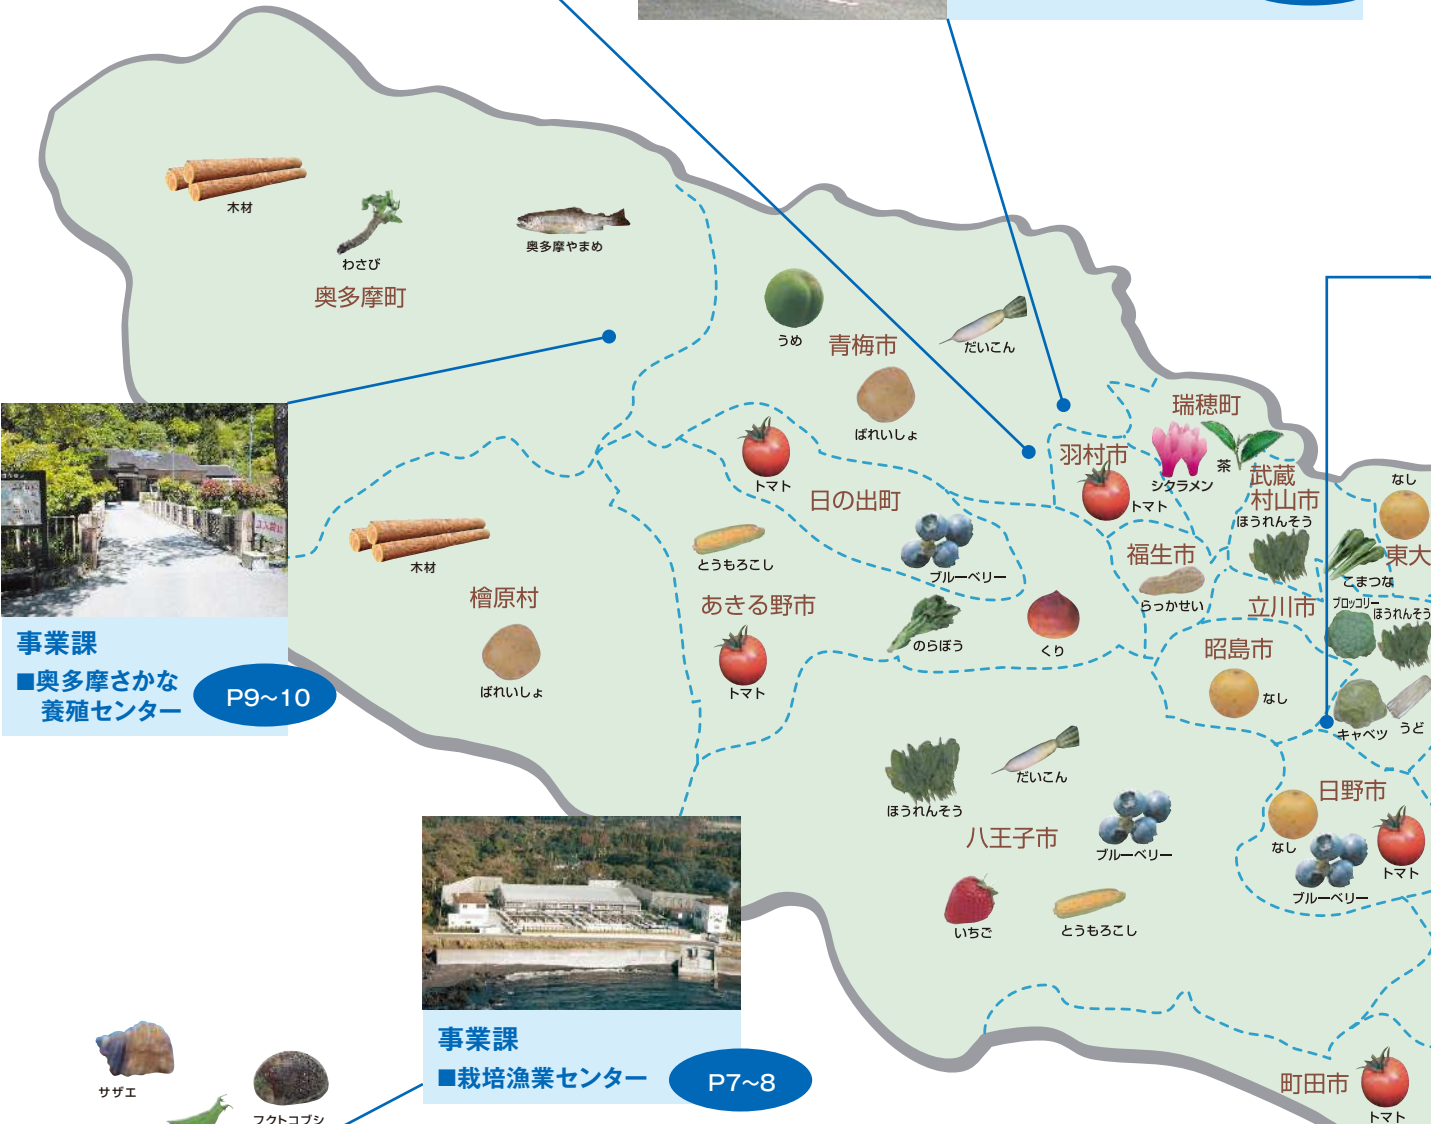 木材
わさび
奥多摩やまめ
奥多摩町
うめ
青梅市
だいこん
ばれいしょ
瑞穂町
シクラメン
茶
羽村市
トマト
武蔵
村山市
ほうれんそう
なし
東大
こまつな
トマト
日の出町
ブルーベリー
とうもろこし
あきる野市
のらぼう
くり
トマト
福生市
らっかせい
立川市
ブロッコリー
ほうれんそう
キャベツ
うど
昭島市
なし
木材
檜原村
ばれいしょ
事業課
■奥多摩さかな
養殖センター
P9~10
ほうれんそう
だいこん
八王子市
ブルーベリー
いちご
とうもろこし
日野市
なし
ブルーベリー
トマト
事業課
■栽培漁業センター
P7~8
サザエ
フクトコブシ
町田市
トマト